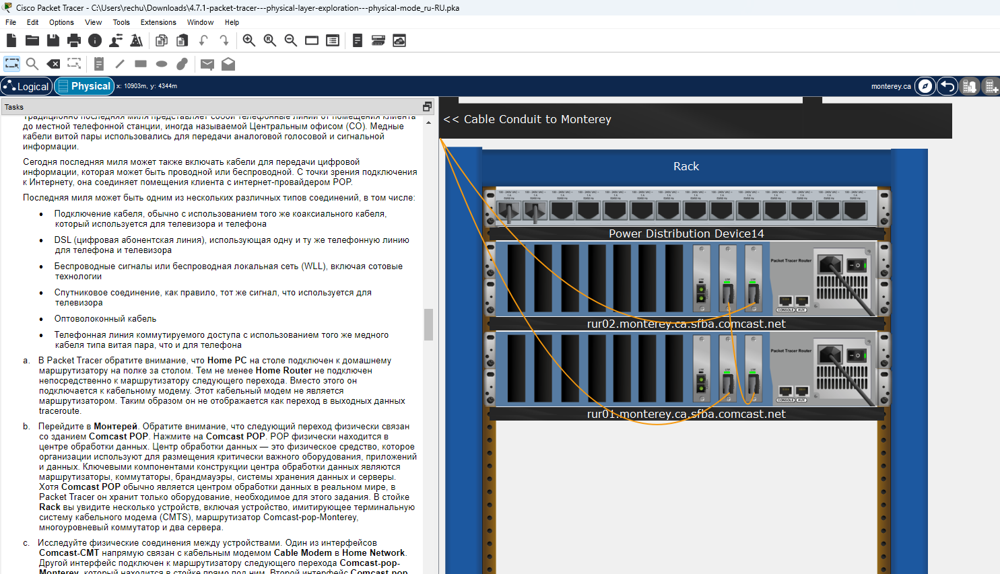 Cisco Packet Tracer - C:\Users\rechu\Downloads\4.7.1-packet-tracer---physical-layer-exploration---physical-mode_ru-RU.pka
File Edit Options View Tools Extensions Window Help
Logical Physical x: 10903m, y: 4344m monterey.ca
Tasks
Традиционно последняя миля представляет собой телефонные линии от помещения клиента
до местной телефонной станции, иногда называемой Центральным офисом (CO). Медные
кабели витой пары использовались для передачи аналоговой голосовой и сигнальной
информации.
Сегодня последняя миля может также включать кабели для передачи цифровой
информации, которая может быть проводной или беспроводной. С точки зрения подключения
к Интернету, она соединяет помещения клиента с интернет-провайдером POP.
Последняя миля может быть одним из нескольких различных типов соединений, в том числе:
• Подключение кабеля, обычно с использованием того же коаксиального кабеля,
который используется для телевизора и телефона
• DSL (цифровая абонентская линия), использующая одну и ту же телефонную линию
для телефона и телевизора
• Беспроводные сигналы или беспроводная локальная сеть (WLL), включая сотовые
технологии
• Спутниковое соединение, как правило, тот же сигнал, что используется для
телевизора
• Оптоволоконный кабель
• Телефонная линия коммутируемого доступа с использованием того же медного
кабеля типа витая пара, что и для телефона
a. В Packet Tracer обратите внимание, что Home PC на столе подключен к домашнему
маршрутизатору на полке за столом. Тем не менее Home Router не подключен
непосредственно к маршрутизатору следующего перехода. Вместо этого он
подключается к кабельному модему. Этот кабельный модем не является
маршрутизатором. Таким образом он не отображается как переход в выходных данных
traceroute.
b. Перейдите в Монтерей. Обратите внимание, что следующий переход физически связан
со зданием Comcast POP. Нажмите на Comcast POP. POP физически находится в
центре обработки данных. Центр обработки данных — это физическое средство, которое
организации используют для размещения критически важного оборудования, приложений
и данных. Ключевыми компонентами конструкции центра обработки данных являются
маршрутизаторы, коммутаторы, брандмауэры, системы хранения данных и серверы.
Хотя Comcast POP обычно является центром обработки данных в реальном мире, в
Packet Tracer он хранит только оборудование, необходимое для этого задания. В стойке
Rack вы увидите несколько устройств, включая устройство, имитирующее терминальную
систему кабельного модема (CMTS), маршрутизатор Comcast-pop-Monterey,
многоуровневый коммутатор и два сервера.
c. Исследуйте физические соединения между устройствами. Один из интерфейсов
Comcast-CMT напрямую связан с кабельным модемом Cable Modem в Home Network.
Другой интерфейс подключен к маршрутизатору следующего перехода Comcast-pop-
Monterey, который находится в стойке прямо под ним. Второй интерфейс Comcast-pop
<< Cable Conduit to Monterey
Rack
Power Distribution Device14
Packet Tracer Router
CONSOLE AUX
rur02.monterey.ca.sfba.comcast.net
Packet Tracer Router
CONSOLE AUX
rur01.monterey.ca.sfba.comcast.net